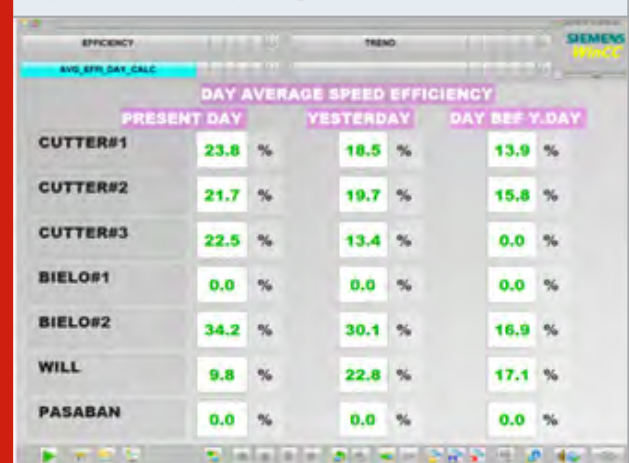 EFFICENCY TREND SIEMENS
WinCC
AVG_EFFI_DAY_CALC
DAY AVERAGE SPEED EFFICIENCY
PRESENT DAY YESTERDAY DAY BEF Y.DAY
CUTTER#1 23.8 % 18.5 % 13.9 %
CUTTER#2 21.7 % 19.7 % 15.8 %
CUTTER#3 22.5 % 13.4 % 0.0 %
BIELO#1 0.0 % 0.0 % 0.0 %
BIELO#2 34.2 % 30.1 % 16.9 %
WILL 9.8 % 22.8 % 17.1 %
PASABAN 0.0 % 0.0 % 0.0 %